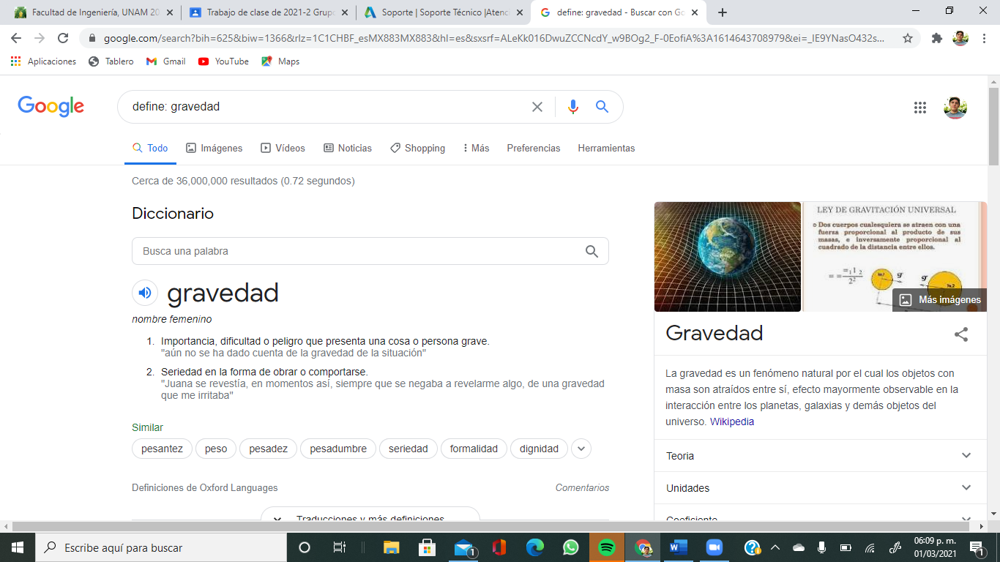 Facultad de Ingeniería, UNAM 20
Trabajo de clase de 2021-2 Grupo
Soporte | Soporte Técnico |Atenc
define: gravedad - Buscar con Go
google.com/search?bih=625&biw=1366&rlz=1C1CHBF_esMX883MX883&hl=es&sxsrf=ALeKk016DwuZCCNcdY_w9BOg2_F-0EofiA%3A1614643708979&ei=_IE9YNasO432s...
Aplicaciones
Tablero
Gmail
YouTube
Maps
Google
define: gravedad
Todo
Imágenes
Vídeos
Noticias
Shopping
Más
Preferencias
Herramientas
Cerca de 36,000,000 resultados (0.72 segundos)
Diccionario
Busca una palabra
gravedad
nombre femenino
1. Importancia, dificultad o peligro que presenta una cosa o persona grave.
"aún no se ha dado cuenta de la gravedad de la situación"
2. Seriedad en la forma de obrar o comportarse.
"Juana se revestía, en momentos así, siempre que se negaba a revelarme algo, de una gravedad
que me irritaba"
Similar
pesantez
peso
pesadez
pesadumbre
seriedad
formalidad
dignidad
Definiciones de Oxford Languages
Comentarios
Traducciones y más definiciones
LEY DE GRAVITACIÓN UNIVERSAL
Dos cuerpos cualesquiera se atraen con una
fuerza proporcional al producto de sus
masas, e inversamente proporcional al
cuadrado de la distancia entre ellos.
Más imágenes
Gravedad
La gravedad es un fenómeno natural por el cual los objetos con
masa son atraídos entre sí, efecto mayormente observable en la
interacción entre los planetas, galaxias y demás objetos del
universo. Wikipedia
Teoria
Unidades
Coeficiente
Escribe aquí para buscar
1
06:09 p. m.
01/03/2021
1